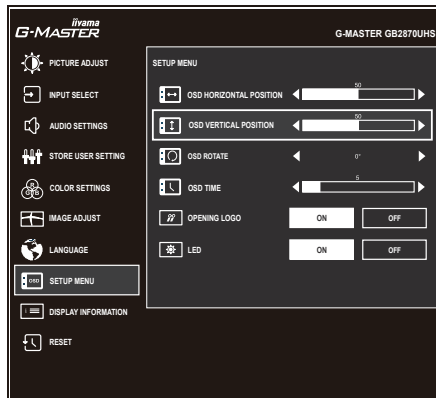 iiyama
G-MASTER
G-MASTER GB2870UHS
PICTURE ADJUST
INPUT SELECT
AUDIO SETTINGS
STORE USER SETTING
COLOR SETTINGS
R
G B
IMAGE ADJUST
LANGUAGE
OSD
SETUP MENU
i
DISPLAY INFORMATION
RESET
SETUP MENU
OSD HORIZONTAL POSITION
50
OSD VERTICAL POSITION
50
OSD ROTATE
0°
OSD TIME
5
OPENING LOGO
ON OFF
LED
ON OFF